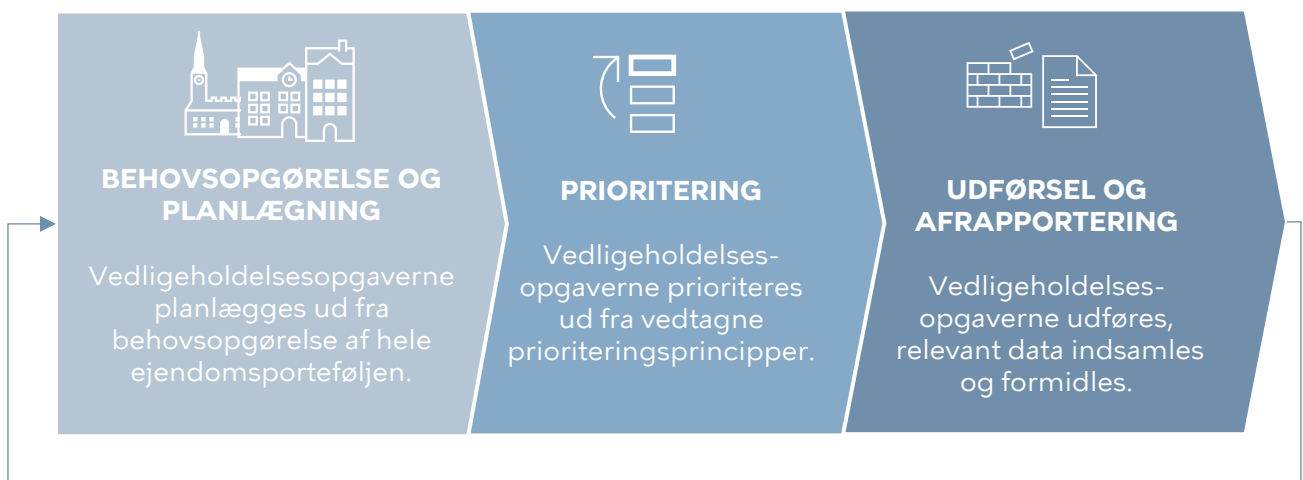 BEHOVSOPGØRELSE OG
PLANLÆGNING
Vedligeholdelsesopgaverne
planlægges ud fra
behovsopgørelse af hele
ejendomsporteføljen.
PRIORITERING
Vedligeholdelses-
opgaverne prioriteres
ud fra vedtagne
prioriteringsprincipper.
UDFØRSEL OG
AFRAPPORTERING
Vedligeholdelses-
opgaverne udføres,
relevant data indsamles
og formidles.